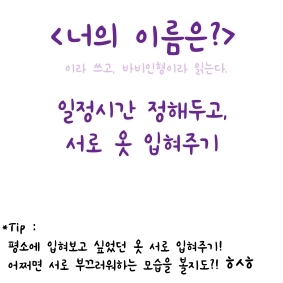 <너의 이름은?>
이라 쓰고, 바비인형이라 읽는다.
일정시간 정해두고,
서로 옷 입혀주기
*Tip :
평소에 입혀보고 싶었던 옷 서로 입혀주기!
어쩌면 서로 부끄러워하는 모습을 볼지도?! ㅎㅅㅎ